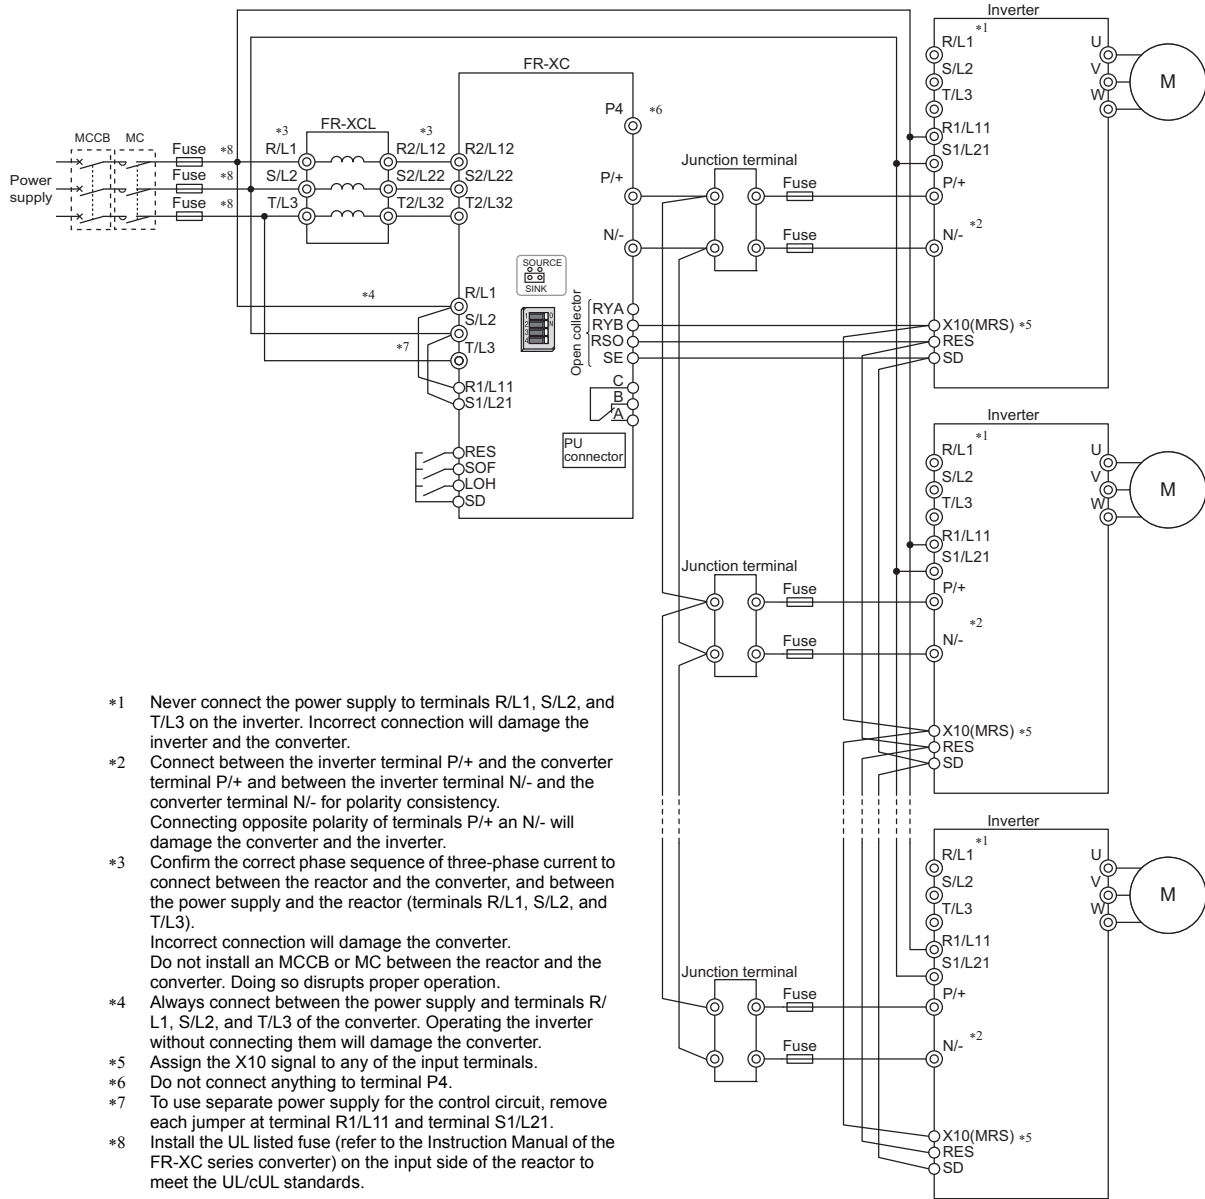 Inverter
R/L1 *1
S/L2
T/L3
R1/L11
S1/L21
P/+
N/- *2
X10(MRS) *5
RES
SD
U
V
W
M
FR-XC
P4 *6
P/+
N/-
SOURCE
SINK
1
2
3
4
O
N
Open collector
RYA
RYB
RSO
SE
C
B
A
PU
connector
R2/L12
S2/L22
T2/L32
R/L1
S/L2
T/L3
R1/L11
S1/L21
RES
SOF
LOH
SD
*4
*7
MCCB MC
Power
supply
Fuse *8
Fuse *8
Fuse *8
FR-XCL
*3 *3
R/L1 R2/L12
S/L2 S2/L22
T/L3 T2/L32
Junction terminal
Fuse
Fuse
Inverter
R/L1 *1
S/L2
T/L3
R1/L11
S1/L21
P/+
N/- *2
X10(MRS) *5
RES
SD
U
V
W
M
Junction terminal
Fuse
Fuse
Inverter
R/L1 *1
S/L2
T/L3
R1/L11
S1/L21
P/+
N/- *2
X10(MRS) *5
RES
SD
U
V
W
M
Junction terminal
Fuse
Fuse
*1 Never connect the power supply to terminals R/L1, S/L2, and
T/L3 on the inverter. Incorrect connection will damage the
inverter and the converter.
*2 Connect between the inverter terminal P/+ and the converter
terminal P/+ and between the inverter terminal N/- and the
converter terminal N/- for polarity consistency.
Connecting opposite polarity of terminals P/+ an N/- will
damage the converter and the inverter.
*3 Confirm the correct phase sequence of three-phase current to
connect between the reactor and the converter, and between
the power supply and the reactor (terminals R/L1, S/L2, and
T/L3).
Incorrect connection will damage the converter.
Do not install an MCCB or MC between the reactor and the
converter. Doing so disrupts proper operation.
*4 Always connect between the power supply and terminals R/
L1, S/L2, and T/L3 of the converter. Operating the inverter
without connecting them will damage the converter.
*5 Assign the X10 signal to any of the input terminals.
*6 Do not connect anything to terminal P4.
*7 To use separate power supply for the control circuit, remove
each jumper at terminal R1/L11 and terminal S1/L21.
*8 Install the UL listed fuse (refer to the Instruction Manual of the
FR-XC series converter) on the input side of the reactor to
meet the UL/cUL standards.